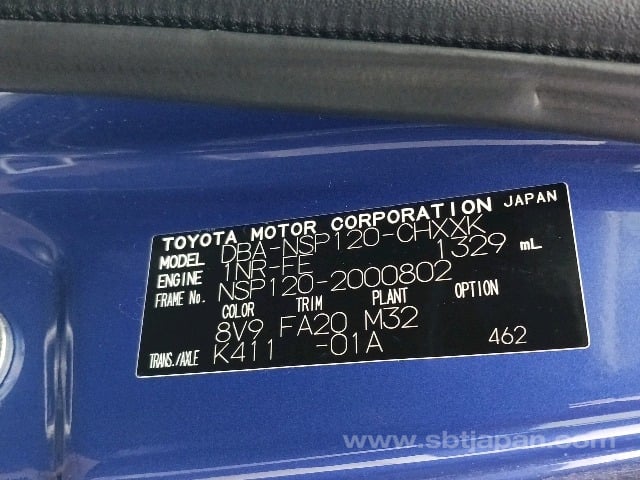 TOYOTA MOTOR CORPORATION JAPAN
MODEL DBA-NSP120-CHXXK
ENGINE 1NR-FE 1329 mL
FRAME No. NSP120-2000802
COLOR TRIM PLANT OPTION
8V9 FA20 M32
TRANS./AXLE K411 -01A 462
www.sbtjapan.com